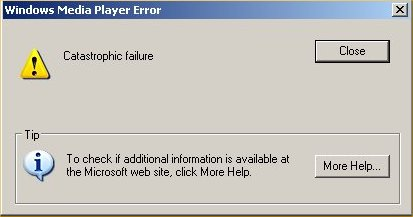 Windows Media Player Error
Catastrophic failure
Close
Tip
To check if additional information is available at
the Microsoft web site, click More Help.
More Help...